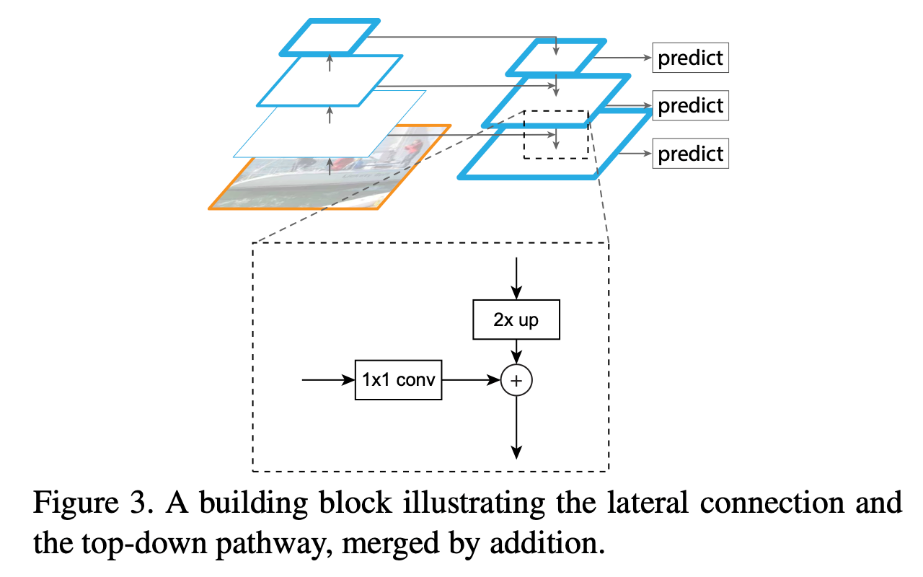 predict
predict
predict
2x up
1x1 conv
+
Figure 3. A building block illustrating the lateral connection and
the top-down pathway, merged by addition.